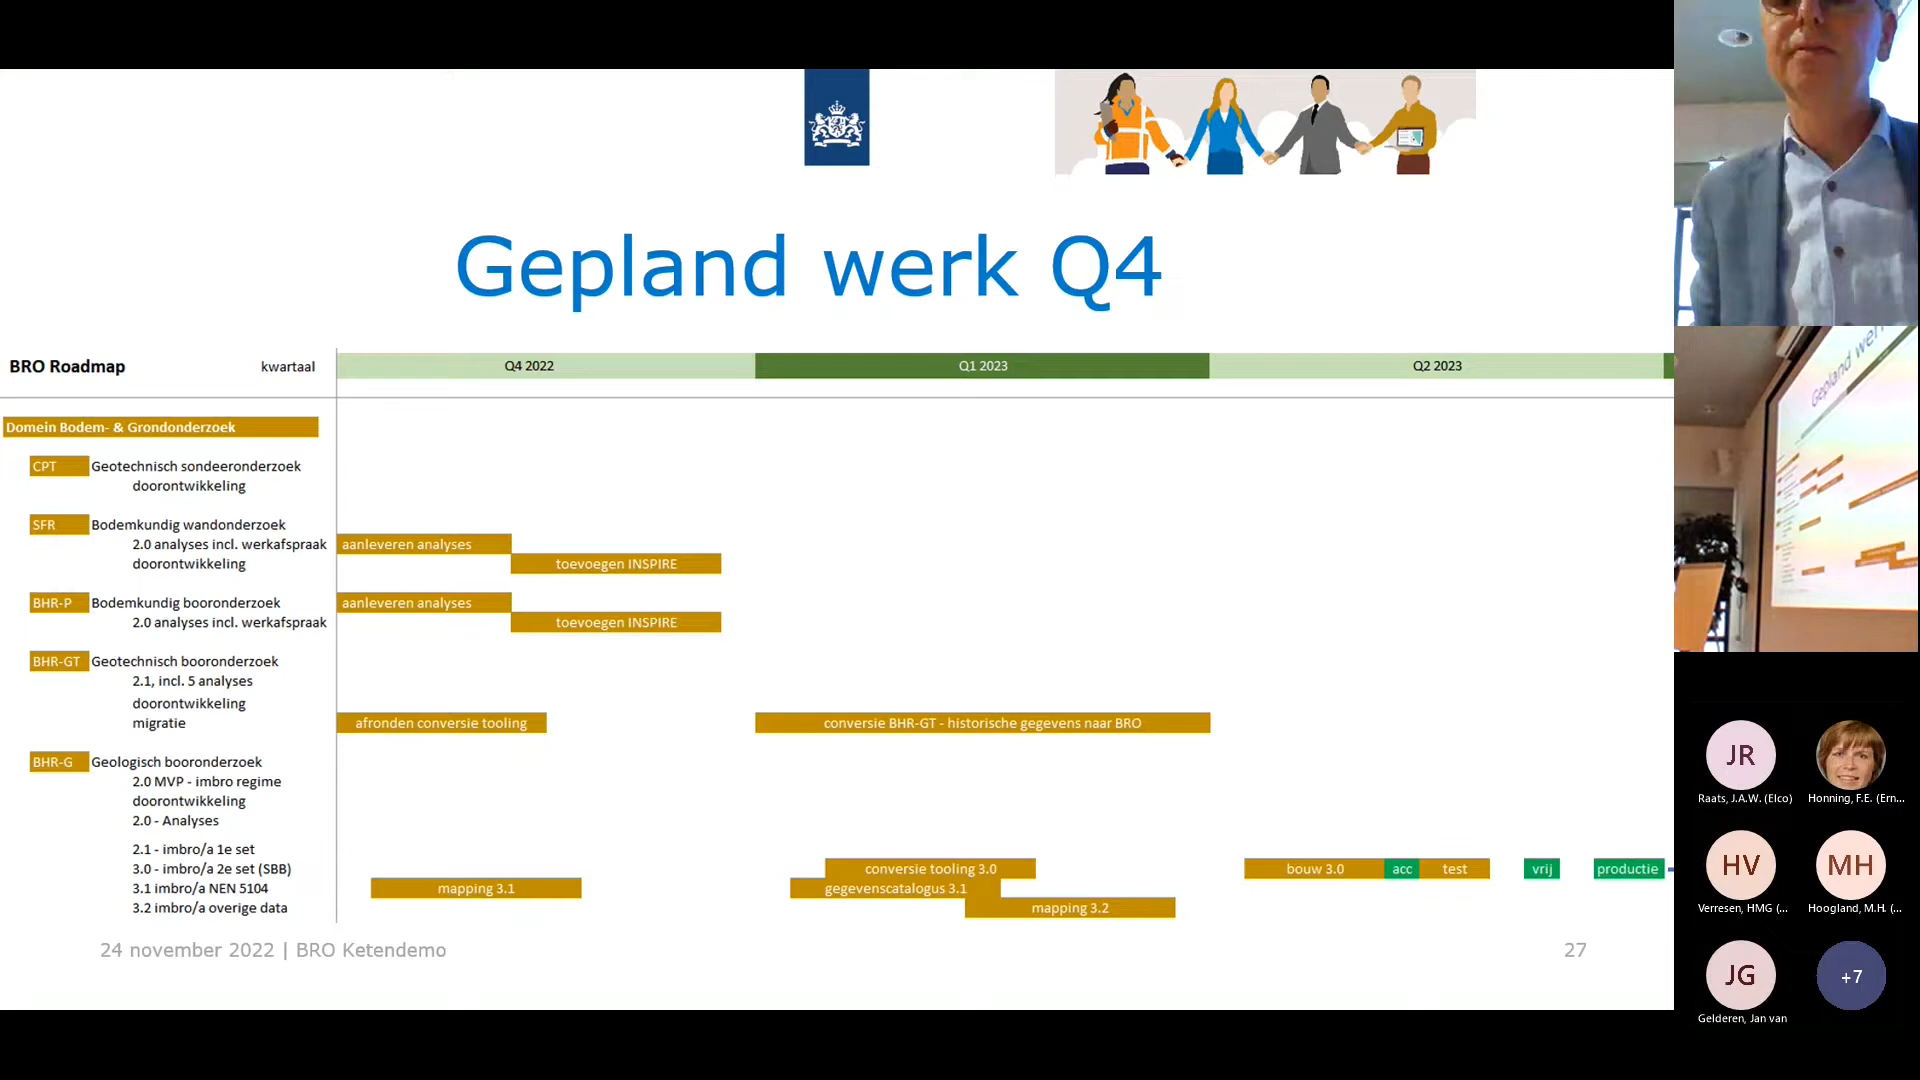 Gepland werk Q4
BRO Roadmap kwartaal Q4 2022 Q1 2023 Q2 2023
Domein Bodem- & Grondonderzoek
CPT Geotechnisch sondeeronderzoek
doorontwikkeling
SFR Bodemkundig wandonderzoek
2.0 analyses incl. werkafspraak aanleveren analyses
doorontwikkeling toevoegen INSPIRE
BHR-P Bodemkundig booronderzoek aanleveren analyses
2.0 analyses incl. werkafspraak toevoegen INSPIRE
BHR-GT Geotechnisch booronderzoek
2.1, incl. 5 analyses
doorontwikkeling
migratie afronden conversie tooling conversie BHR-GT - historische gegevens naar BRO
BHR-G Geologisch booronderzoek
2.0 MVP - imbro regime
doorontwikkeling
2.0 - Analyses
2.1 - imbro/a 1e set
3.0 - imbro/a 2e set (SBB) conversie tooling 3.0 bouw 3.0 acc test vrij productie
3.1 imbro/a NEN 5104 mapping 3.1 gegevenscatalogus 3.1
3.2 imbro/a overige data mapping 3.2
24 november 2022 | BRO Ketendemo 27
Gepland wer
JR
Raats, J.A.W. (Elco) Honning, F.E. (Ern...
HV MH
Verresen, HMG (... Hoogland, M.H. (...
JG +7
Gelderen, Jan van